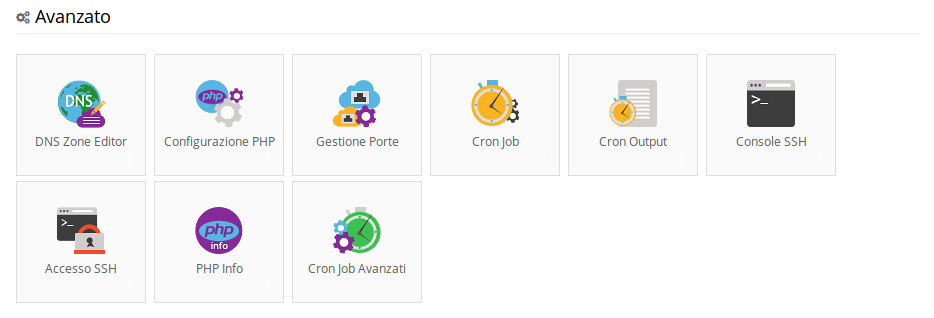 Avanzato
DNS
php
>_
DNS Zone Editor
Configurazione PHP
Gestione Porte
Cron Job
Cron Output
Console SSH
>_
php
info
Accesso SSH
PHP Info
Cron Job Avanzati